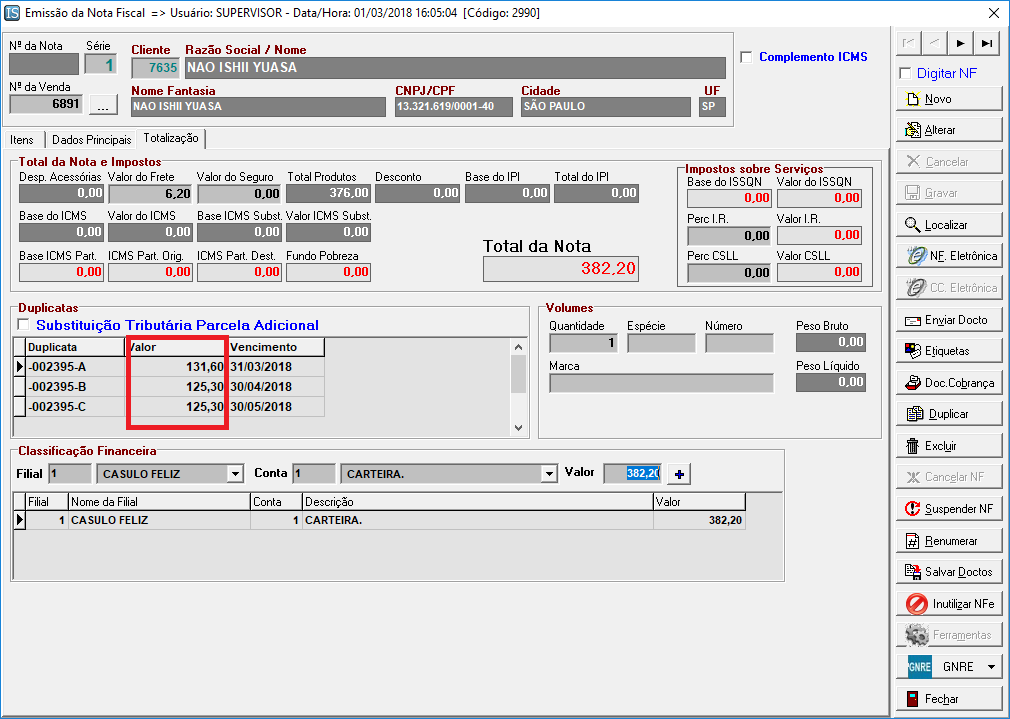 IS Emissão da Nota Fiscal => Usuário: SUPERVISOR - Data/Hora: 01/03/2018 16:05:04 [Código: 2990]
Nº da Nota Série Cliente Razão Social / Nome
1 7635 NAO ISHII YUASA
Complemento ICMS
Nº da Venda Nome Fantasia CNPJ/CPF Cidade UF
6891 ... NAO ISHII YUASA 13.321.619/0001-40 SÃO PAULO SP
Itens Dados Principais Totalização
Total da Nota e Impostos
Desp. Acessórias Valor do Frete Valor do Seguro Total Produtos Desconto Base do IPI Total do IPI
0,00 6,20 0,00 376,00 0,00 0,00 0,00
Base do ICMS Valor do ICMS Base ICMS Subst. Valor ICMS Subst.
0,00 0,00 0,00 0,00
Base ICMS Part. ICMS Part. Orig. ICMS Part. Dest. Fundo Pobreza
0,00 0,00 0,00 0,00
Total da Nota
382,20
Impostos sobre Serviços
Base do ISSQN Valor do ISSQN
0,00 0,00
Perc I.R. Valor I.R.
0,00 0,00
Perc CSLL Valor CSLL
0,00 0,00
Duplicatas
Substituição Tributária Parcela Adicional
Duplicata Valor Vencimento
-002395-A 131,60 31/03/2018
-002395-B 125,30 30/04/2018
-002395-C 125,30 30/05/2018
Volumes
Quantidade Espécie Número Peso Bruto
1 0,00
Marca Peso Líquido
0,00
Classificação Financeira
Filial 1 CASULO FELIZ Conta 1 CARTEIRA. Valor 382,20 +
Filial Nome da Filial Conta Descrição Valor
1 CASULO FELIZ 1 CARTEIRA. 382,20
Digitar NF
Novo
Alterar
Cancelar
Gravar
Localizar
NF. Eletrônica
CC. Eletrônica
Enviar Docto
Etiquetas
Doc.Cobrança
Duplicar
Excluir
Cancelar NF
Suspender NF
Renumerar
Salvar Doctos
Inutilizar NFe
Ferramentas
GNRE GNRE
Fechar